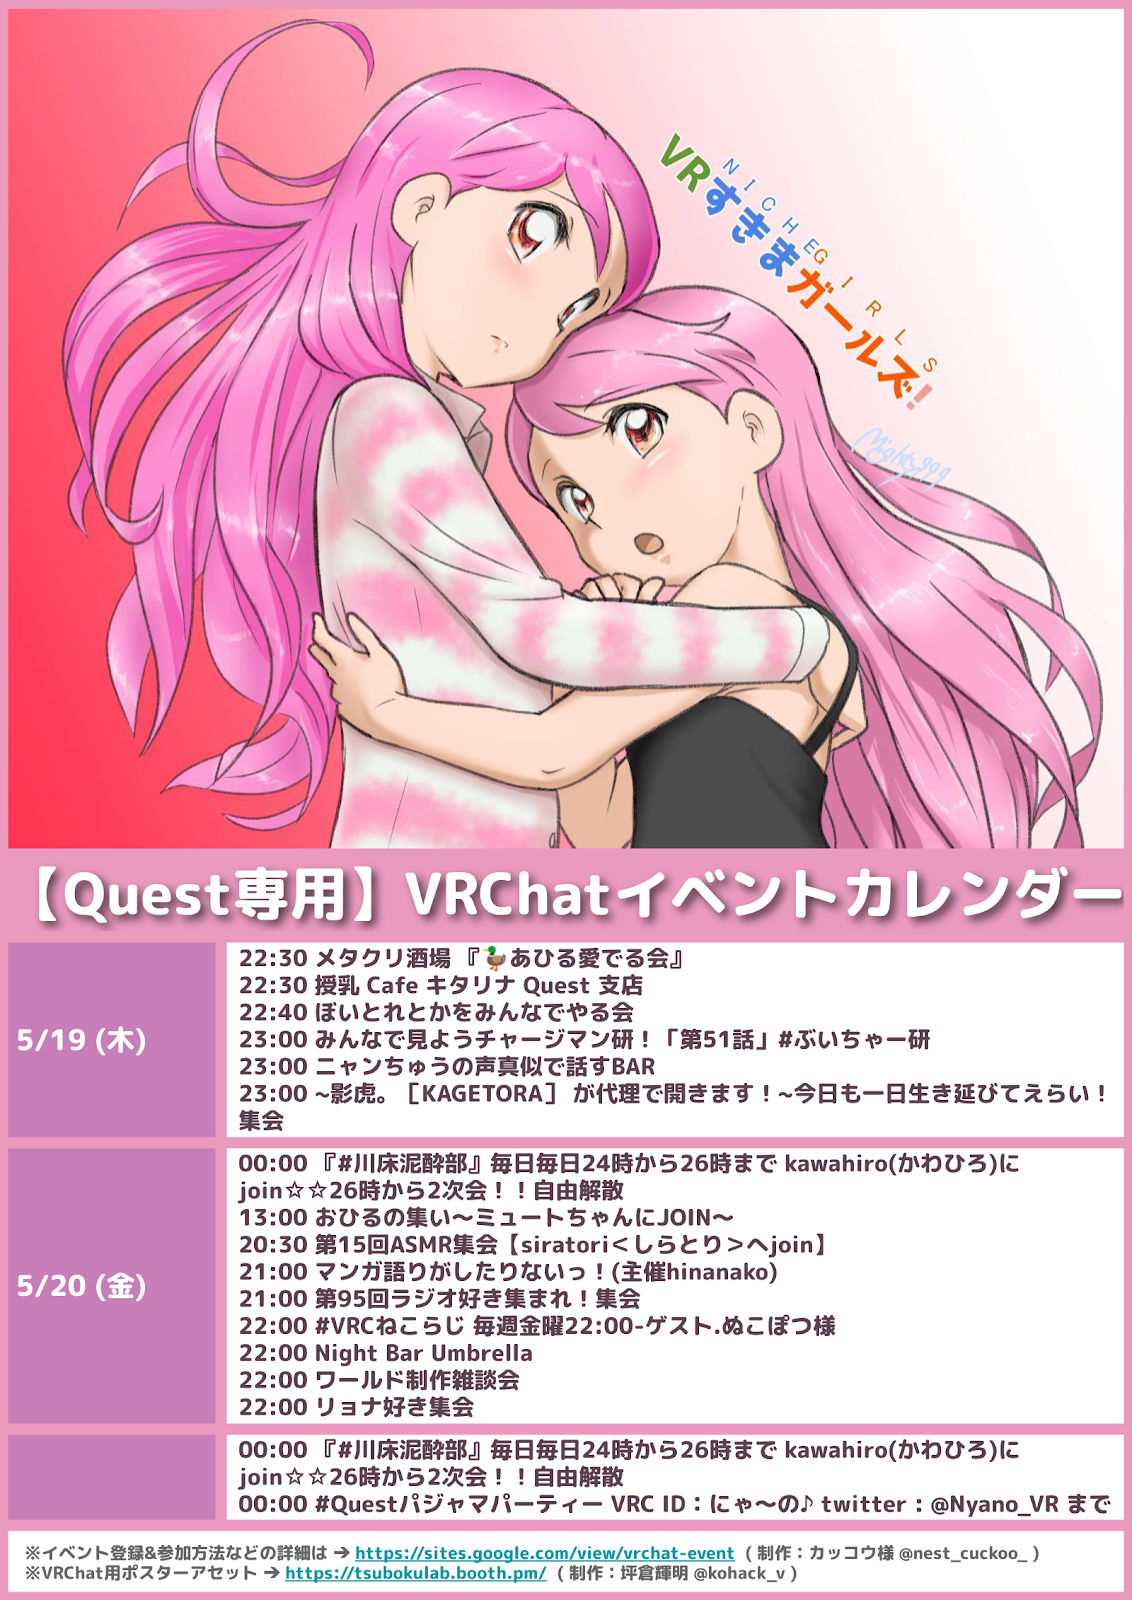 NICHE GIRLS
VRすきまガールズ!
Mighty999
【Quest専用】VRChatイベントカレンダー
5/19 (木)
22:30 メタクリ酒場 『🦆あひる愛でる会』
22:30 授乳 Cafe キタリナ Quest 支店
22:40 ぼいとれとかをみんなでやる会
23:00 みんなで見ようチャージマン研！「第51話」#ぶいちゃー研
23:00 ニャンちゅうの声真似で話すBAR
23:00 ~影虎。［KAGETORA］ が代理で開きます！~今日も一日生き延びてえらい！
集会
5/20 (金)
00:00 『#川床泥酔部』毎日毎日24時から26時まで kawahiro(かわひろ)に
join☆☆26時から2次会！！自由解散
13:00 おひるの集い～ミュートちゃんにJOIN～
20:30 第15回ASMR集会【siratori＜しらとり＞へjoin】
21:00 マンガ語りがしたりないっ！(主催hinanako)
21:00 第95回ラジオ好き集まれ！集会
22:00 #VRCねこらじ 毎週金曜22:00-ゲスト.ぬこぽつ様
22:00 Night Bar Umbrella
22:00 ワールド制作雑談会
22:00 リョナ好き集会
00:00 『#川床泥酔部』毎日毎日24時から26時まで kawahiro(かわひろ)に
join☆☆26時から2次会！！自由解散
00:00 #Questパジャマパーティー VRC ID：にゃ～の♪ twitter : @Nyano_VR まで
※イベント登録&参加方法などの詳細は ➔ https://sites.google.com/view/vrchat-event （ 制作：カッコウ様 @nest_cuckoo_ ）
※VRChat用ポスターアセット ➔ https://tsubokulab.booth.pm/ （ 制作：坪倉輝明 @kohack_v ）